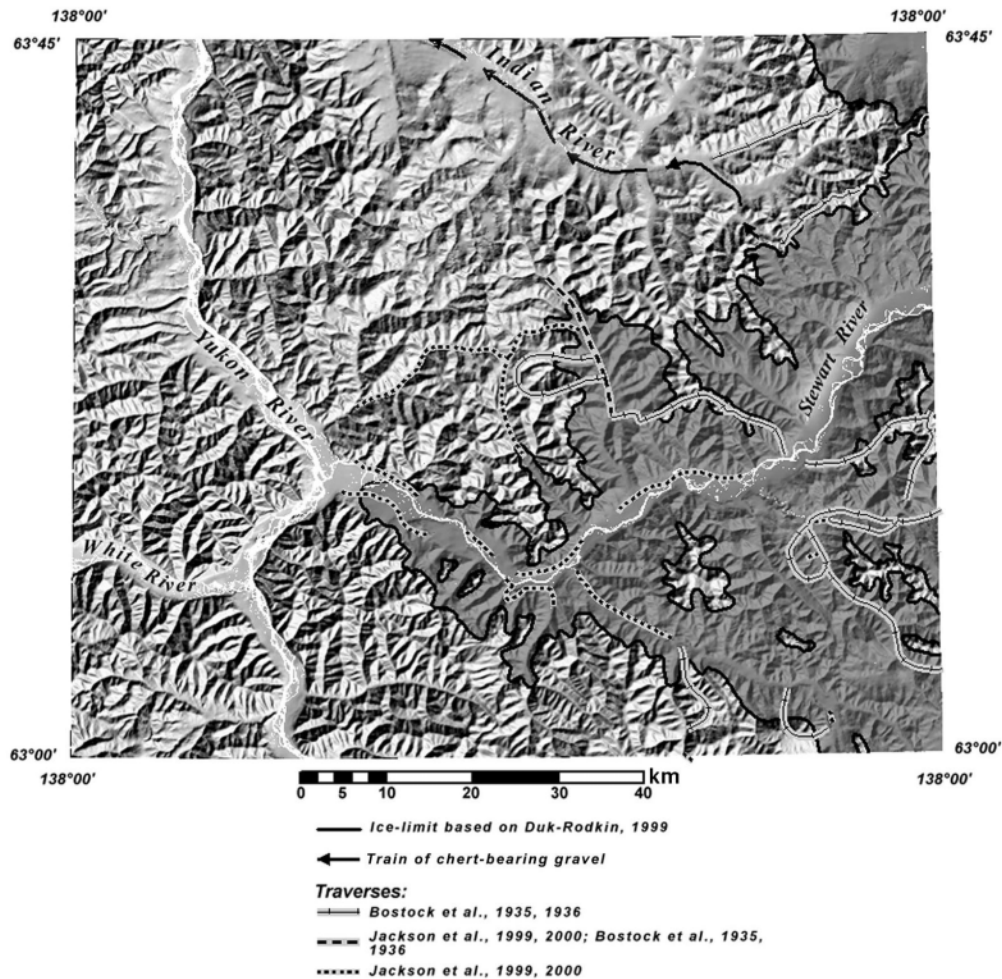 138°00'
138°00'
63°45'
63°45'
Indian
River
Stewart River
Yukon
River
White River
63°00'
63°00'
138°00'
138°00'
0 5 10 20 30 40 km
Ice-limit based on Duk-Rodkin, 1999
Train of chert-bearing gravel
Traverses:
Bostock et al., 1935, 1936
Jackson et al., 1999, 2000; Bostock et al., 1935,
1936
Jackson et al., 1999, 2000